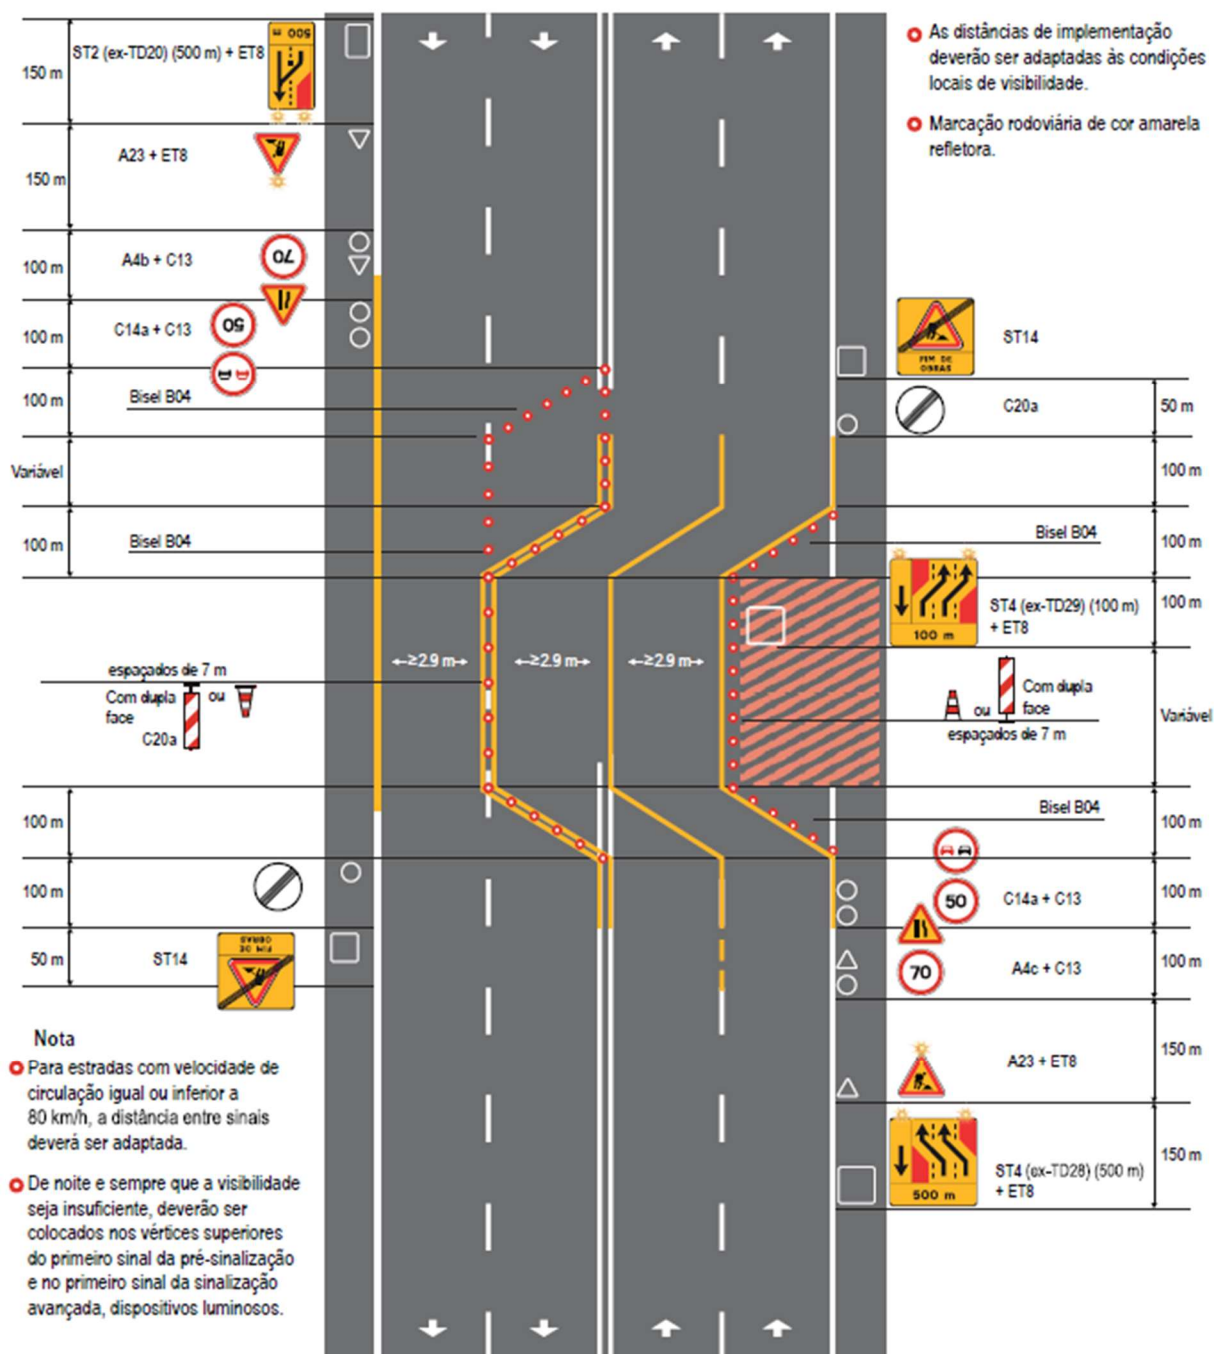 ST2 (ex-TD20) (500 m) + ET8
500 m
150 m
A23 + ET8
150 m
A4b + C13
70
100 m
C14a + C13
50
100 m
Bisel B04
100 m
Variável
Bisel B04
100 m
espaçados de 7 m
Com dupla
face
ou
C20a
100 m
100 m
50 m
ST14
FIM DE
OBRAS
≥2.9 m
≥2.9 m
≥2.9 m
As distâncias de implementação
deverão ser adaptadas às condições
locais de visibilidade.
Marcação rodoviária de cor amarela
refletora.
FIM DE
OBRAS
ST14
C20a
50 m
100 m
Bisel B04
100 m
100 m
ST4 (ex-TD29) (100 m)
+ ET8
100 m
ou
Com dupla
face
espaçados de 7 m
Variável
Bisel B04
100 m
50
C14a + C13
100 m
70
A4c + C13
100 m
A23 + ET8
150 m
500 m
ST4 (ex-TD28) (500 m)
+ ET8
150 m
Nota
Para estradas com velocidade de
circulação igual ou inferior a
80 km/h, a distância entre sinais
deverá ser adaptada.
De noite e sempre que a visibilidade
seja insuficiente, deverão ser
colocados nos vértices superiores
do primeiro sinal da pré-sinalização
e no primeiro sinal da sinalização
avançada, dispositivos luminosos.